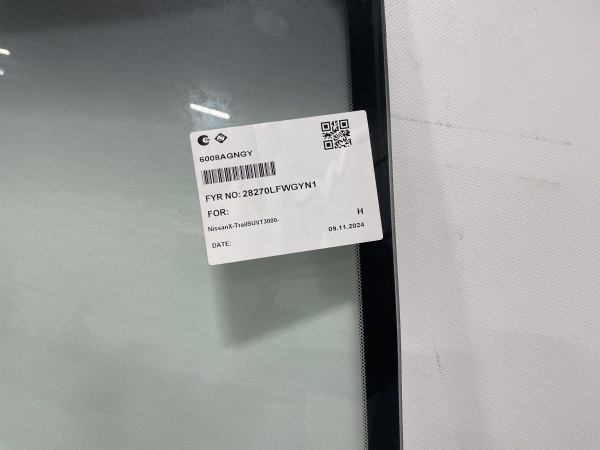 6008AGNGY
FYR NO: 28270LFWGYN1
FOR:
NissanX-TrailSUVT3000-
H
DATE:
09.11.2024